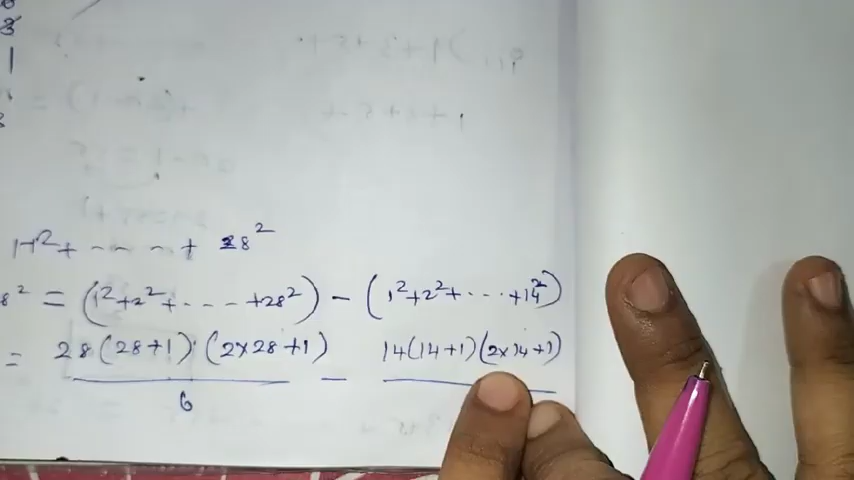 17² + - - - - + 28²
8² = (1² + 2² + - - - - + 28²) - (1² + 2² + - - - + 14²)
= 28(28+1) (2×28+1) / 6 - 14(14+1)(2×14+1)